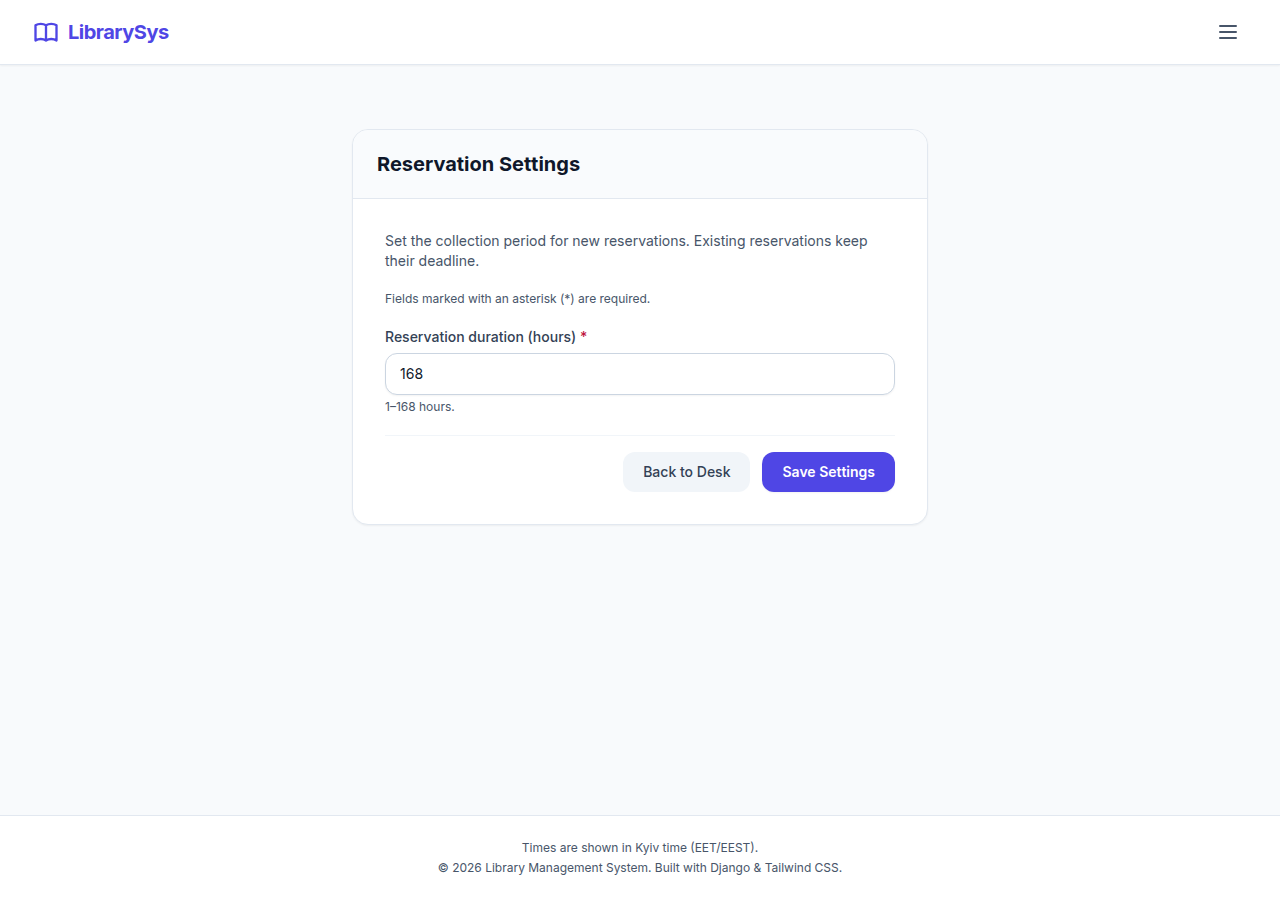 LibrarySys
Reservation Settings
Set the collection period for new reservations. Existing reservations keep
their deadline.
Fields marked with an asterisk (*) are required.
Reservation duration (hours) *
168
1–168 hours.
Back to Desk
Save Settings
Times are shown in Kyiv time (EET/EEST).
© 2026 Library Management System. Built with Django & Tailwind CSS.